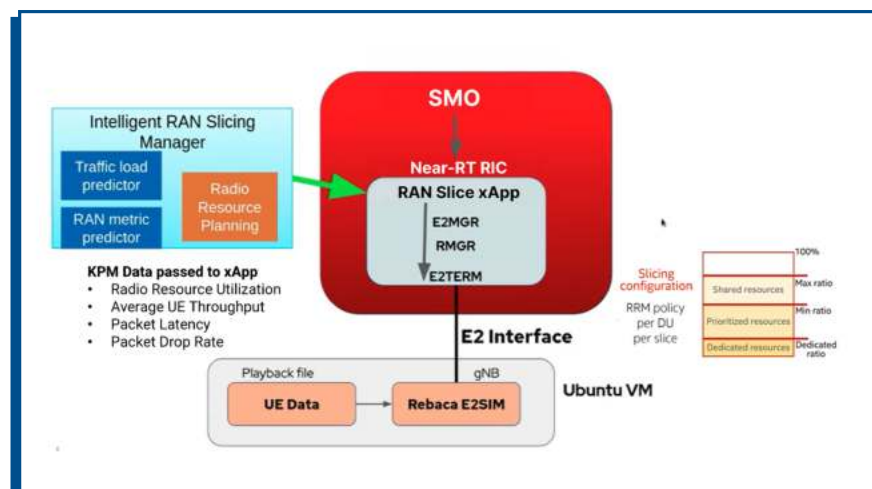 SMO
Near-RT RIC
RAN Slice xApp
E2MGR
RMGR
E2TERM
Intelligent RAN Slicing
Manager
Traffic load
predictor
RAN metric
predictor
Radio
Resource
Planning
KPM Data passed to xApp
• Radio Resource Utilization
• Average UE Throughput
• Packet Latency
• Packet Drop Rate
E2 Interface
Playback file
gNB
UE Data
Rebaca E2SIM
Ubuntu VM
Slicing
configuration
RRM policy
per DU
per slice
100%
Shared resources
Max ratio
Min ratio
Prioritized resources
Dedicated resources
Dedicated
ratio